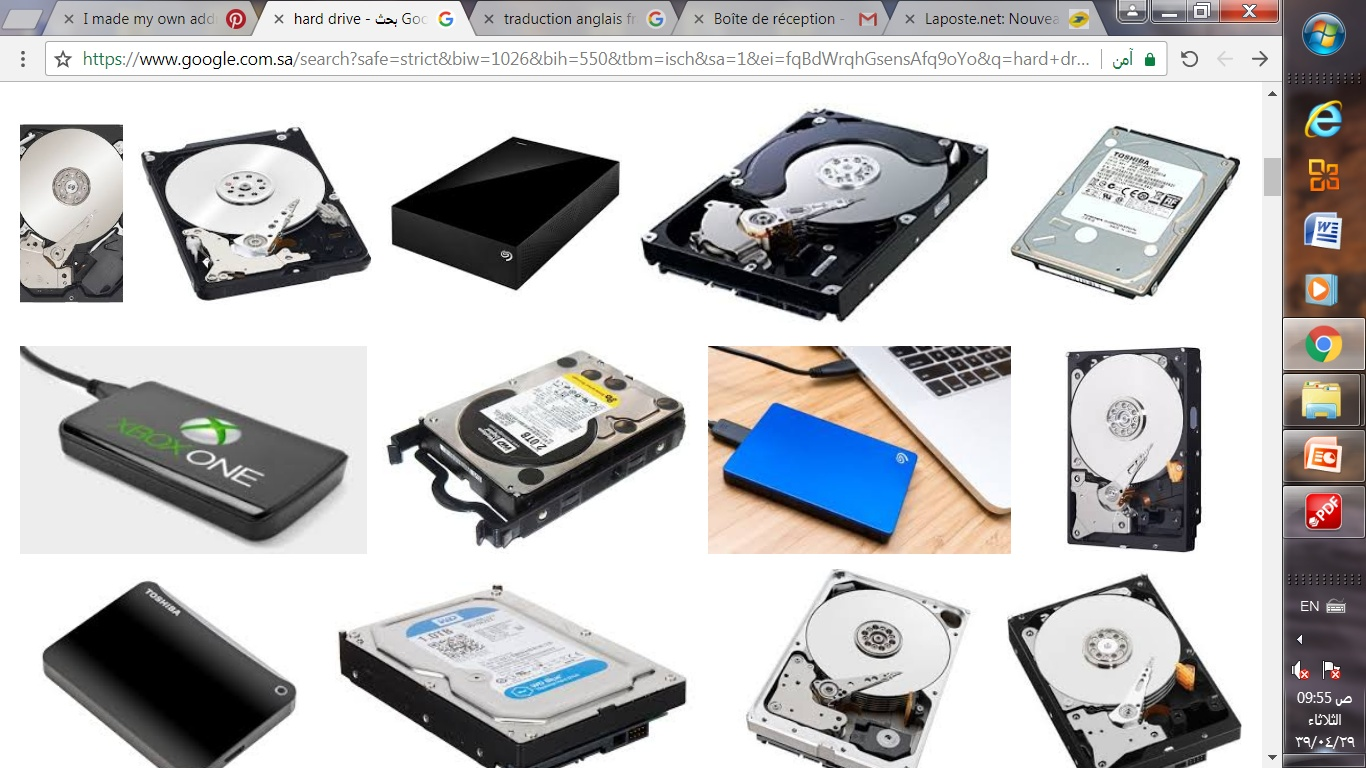 I made my own add
hard drive - بحث Goo
traduction anglais fr
Boîte de réception -
Laposte.net: Nouvea
https://www.google.com.sa/search?safe=strict&biw=1026&bih=550&tbm=isch&sa=1&ei=fqBdWrqhGsensAfq9oYo&q=hard+dr...
آمن
TOSHIBA
XBOX ONE
2.0TB
TOSHIBA
WD
1.0TB
WD Blue
EN
09:55 ص
الثلاثاء
٣٩/٠٤/٢٩